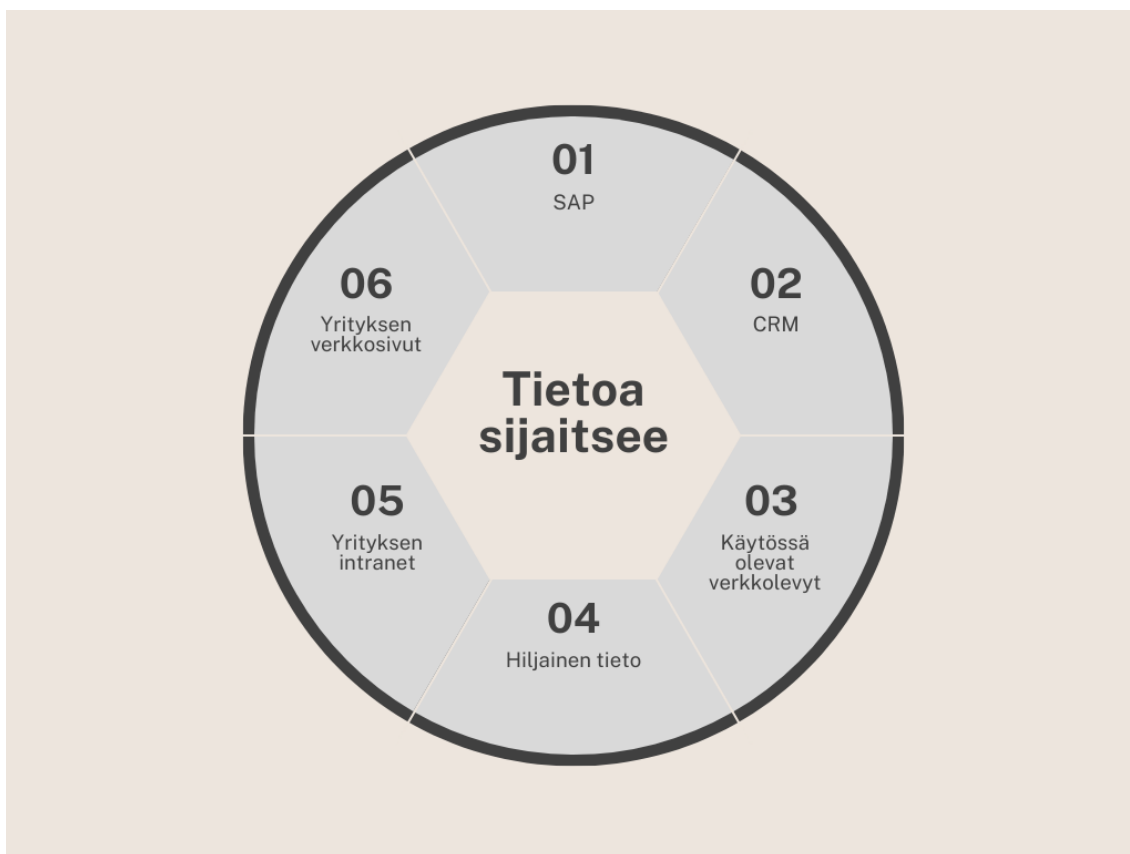 01
SAP
02
CRM
03
Käytössä
olevat
verkkolevyt
04
Hiljainen tieto
05
Yrityksen
intranet
06
Yrityksen
verkkosivut
Tietoa
sijaitsee